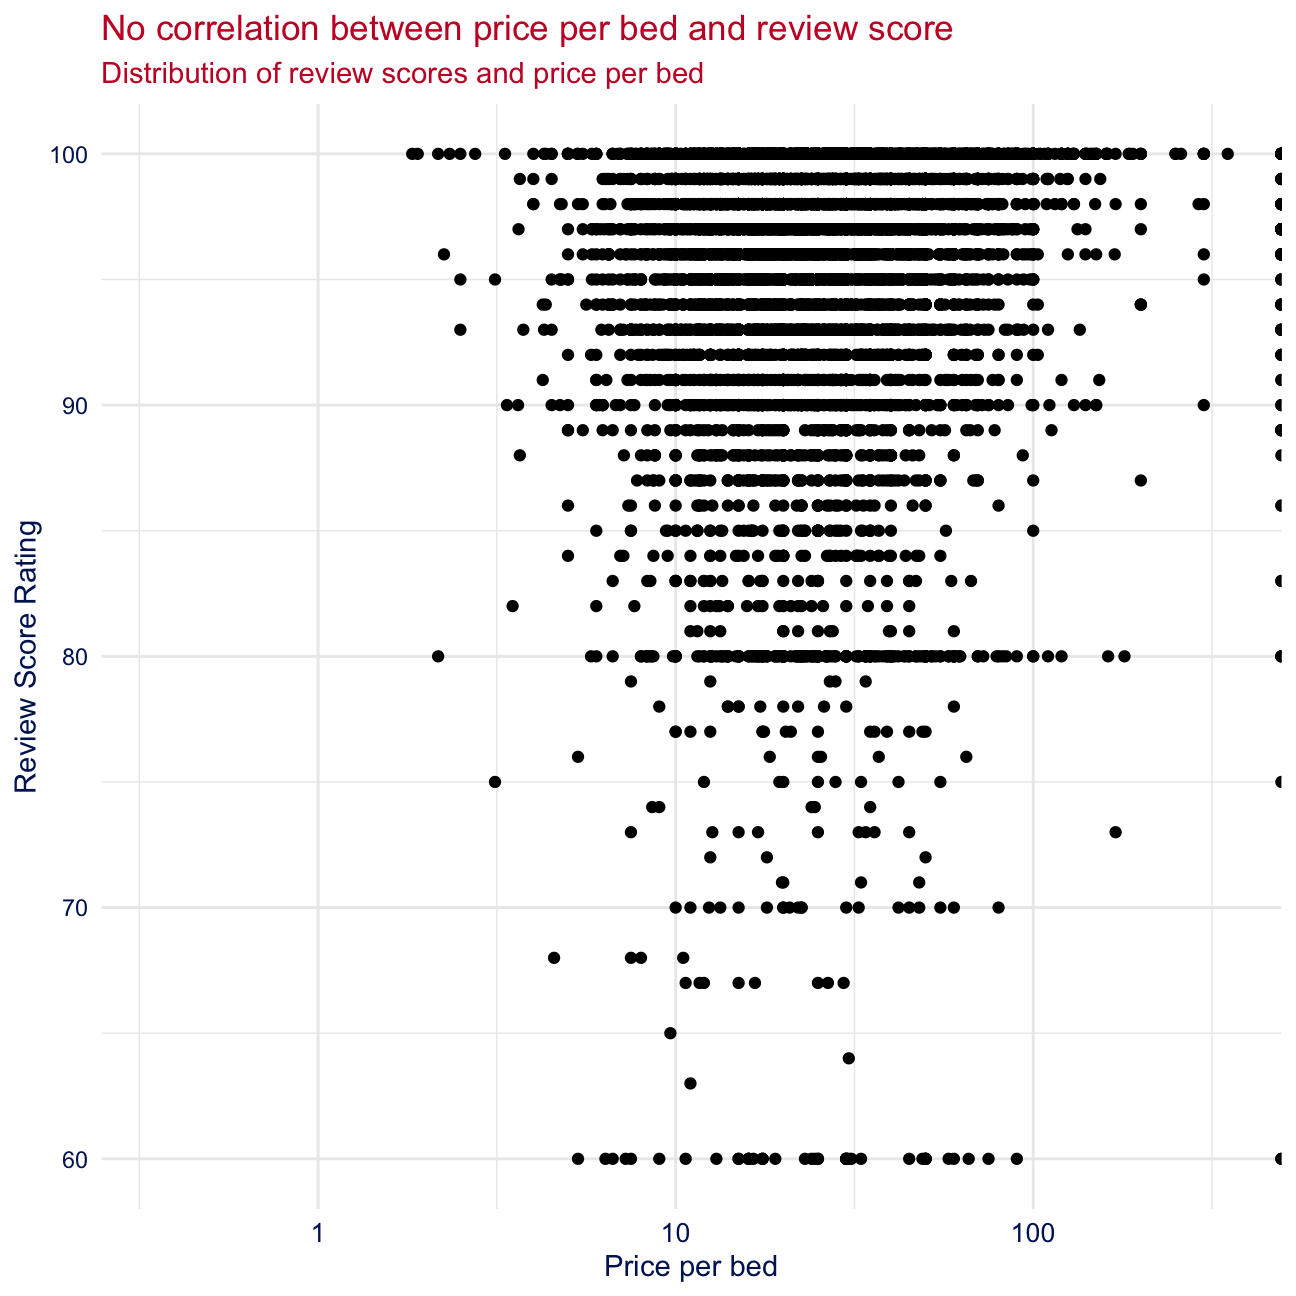 No correlation between price per bed and review score
Distribution of review scores and price per bed
100
90
80
70
60
Review Score Rating
1
10
100
Price per bed